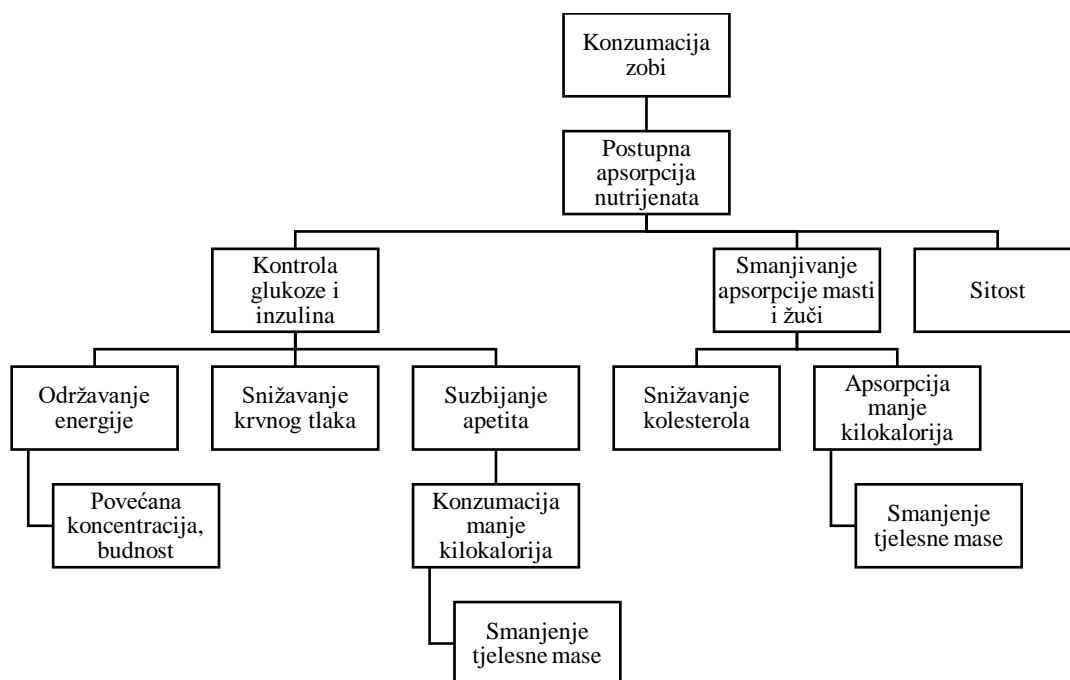 Konzumacija
zobi
Postupna
apsorpcija
nutrijenata
Kontrola
glukoze i
inzulina
Smanjivanje
apsorpcije masti
i žuči
Sitost
Održavanje
energije
Snižavanje
krvnog tlaka
Suzbijanje
apetita
Snižavanje
kolesterola
Apsorpcija
manje
kilokalorija
Povećana
koncentracija,
budnost
Konzumacija
manje
kilokalorija
Smanjenje
tjelesne mase
Smanjenje
tjelesne mase